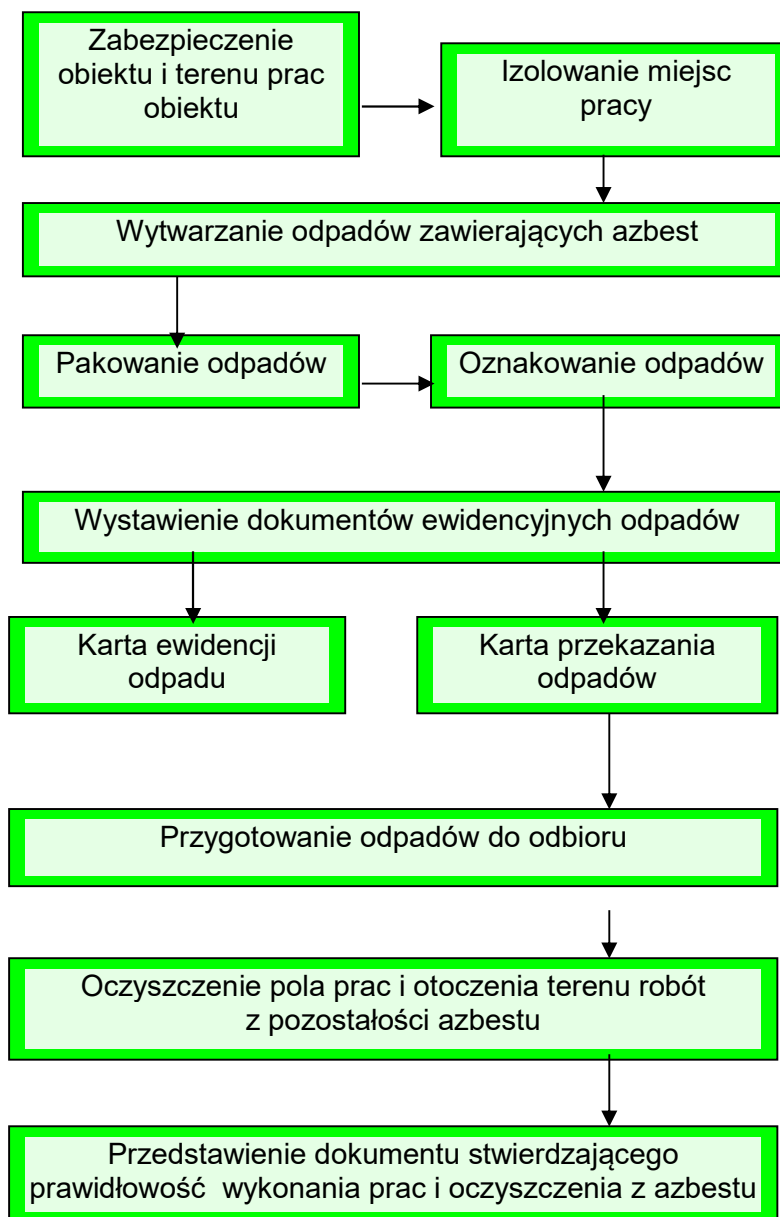 Zabezpieczenie
obiektu i terenu prac
obiektu
Izolowanie miejsc
pracy
Wytwarzanie odpadów zawierających azbest
Pakowanie odpadów
Oznakowanie odpadów
Wystawienie dokumentów ewidencyjnych odpadów
Karta ewidencji
odpadu
Karta przekazania
odpadów
Przygotowanie odpadów do odbioru
Oczyszczenie pola prac i otoczenia terenu robót
z pozostałości azbestu
Przedstawienie dokumentu stwierdzającego
prawidłowość wykonania prac i oczyszczenia z azbestu